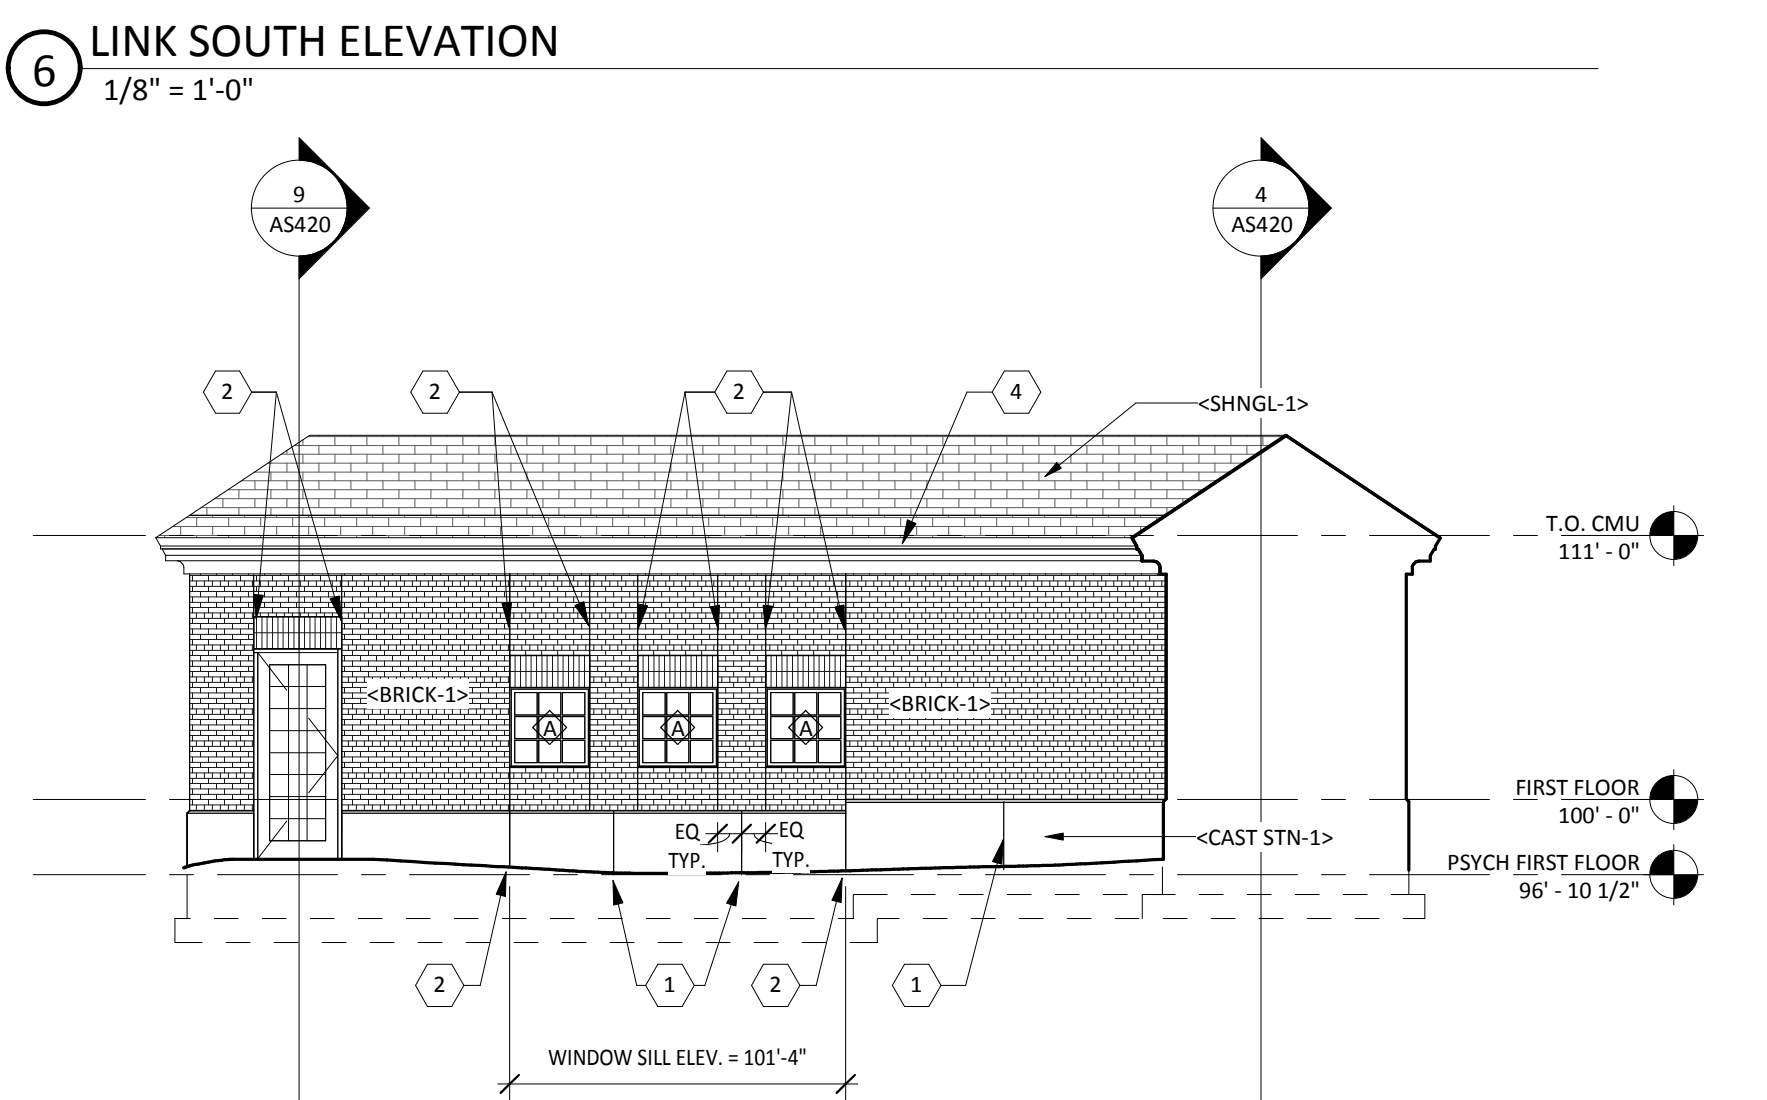 6
LINK SOUTH ELEVATION
1/8" = 1'-0"
9
AS420
4
AS420
2
2
2
4
<SHNGL-1>
T.O. CMU
111' - 0"
<BRICK-1>
<BRICK-1>
A
A
A
FIRST FLOOR
100' - 0"
EQ
EQ
TYP.
TYP.
<CAST STN-1>
PSYCH FIRST FLOOR
96' - 10 1/2"
2
1
2
1
WINDOW SILL ELEV. = 101'-4"